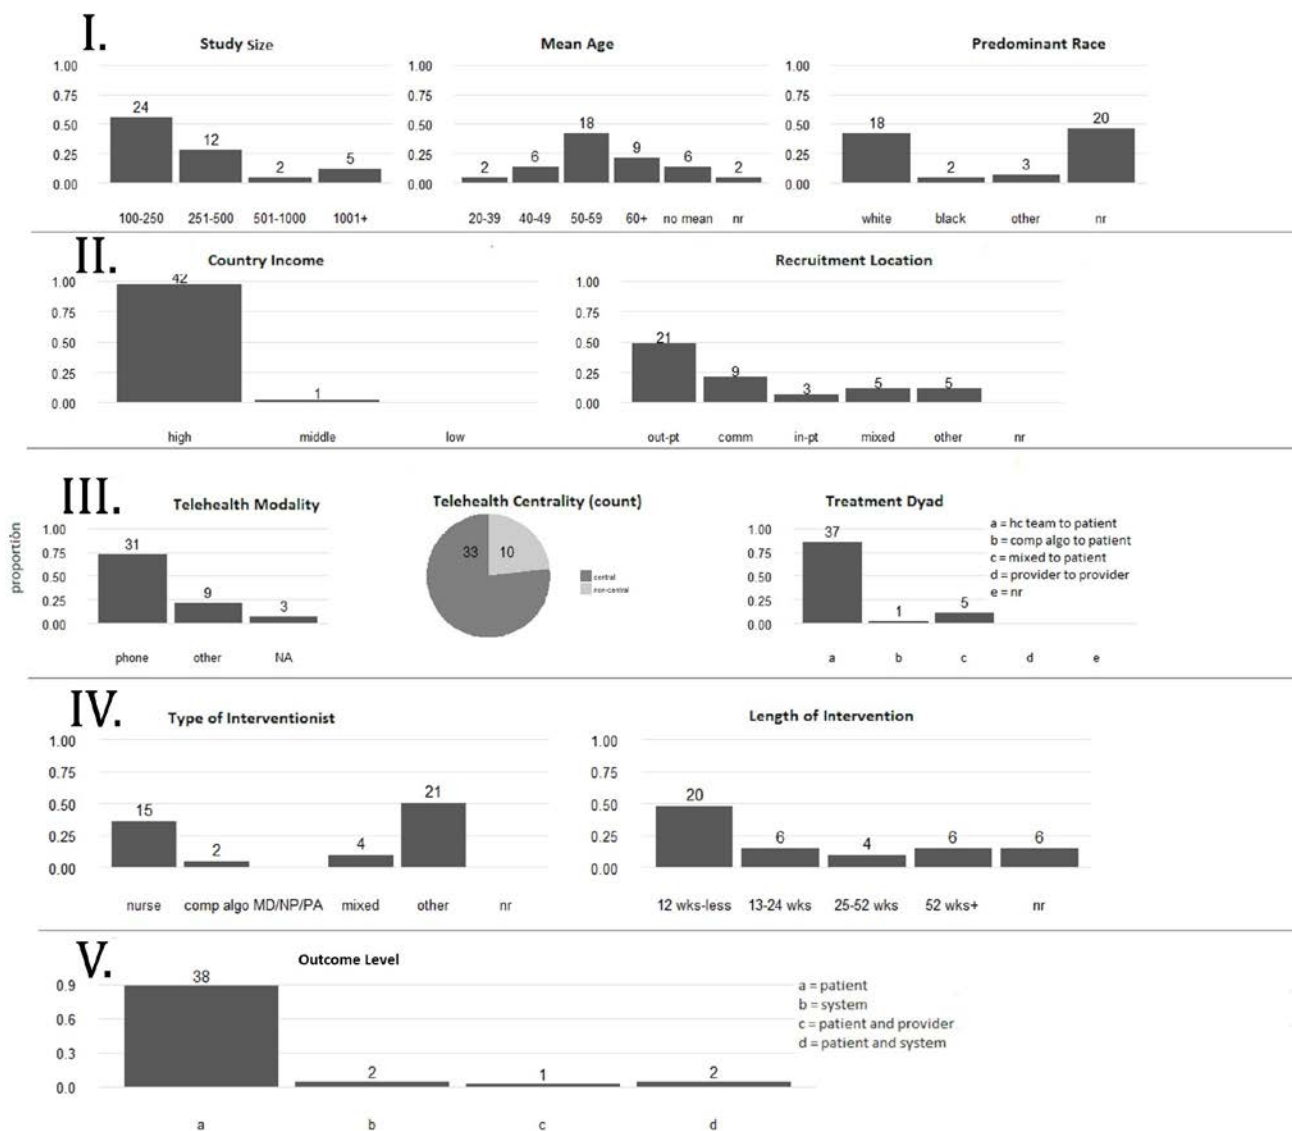 I.
Study Size
Mean Age
Predominant Race
1.00
0.75
0.50
0.25
0.00
24
12
2
5
100-250 251-500 501-1000 1001+
1.00
0.75
0.50
0.25
0.00
2
6
18
9
6
2
20-39 40-49 50-59 60+ no mean nr
1.00
0.75
0.50
0.25
0.00
18
2
3
20
white black other nr
II.
Country Income
Recruitment Location
1.00
0.75
0.50
0.25
0.00
42
1
high middle low
1.00
0.75
0.50
0.25
0.00
21
9
3
5
5
out-pt comm in-pt mixed other nr
III.
Telehealth Modality
Telehealth Centrality (count)
Treatment Dyad
proportion
1.00
0.75
0.50
0.25
0.00
31
9
3
phone other NA
33 10
central
non-central
1.00
0.75
0.50
0.25
0.00
37
1
5
a b c d e
a = hc team to patient
b = comp algo to patient
c = mixed to patient
d = provider to provider
e = nr
IV.
Type of Interventionist
Length of Intervention
1.00
0.75
0.50
0.25
0.00
15
2
4
21
nurse comp algo MD/NP/PA mixed other nr
1.00
0.75
0.50
0.25
0.00
20
6
4
6
6
12 wks-less 13-24 wks 25-52 wks 52 wks+ nr
V.
Outcome Level
0.9
0.6
0.3
0.0
38
2
1
2
a b c d
a = patient
b = system
c = patient and provider
d = patient and system